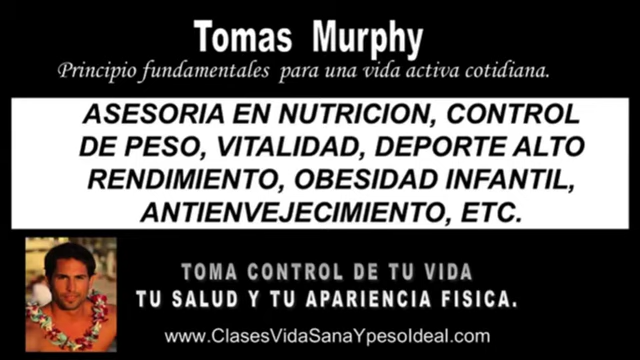 Tomas Murphy
Principio fundamentales para una vida activa cotidiana.
ASESORIA EN NUTRICION, CONTROL
DE PESO, VITALIDAD, DEPORTE ALTO
RENDIMIENTO, OBESIDAD INFANTIL,
ANTIENVEJECIMIENTO, ETC.
TOMA CONTROL DE TU VIDA
TU SALUD Y TU APARIENCIA FISICA.
www.ClasesVidaSanaYpesoIdeal.com